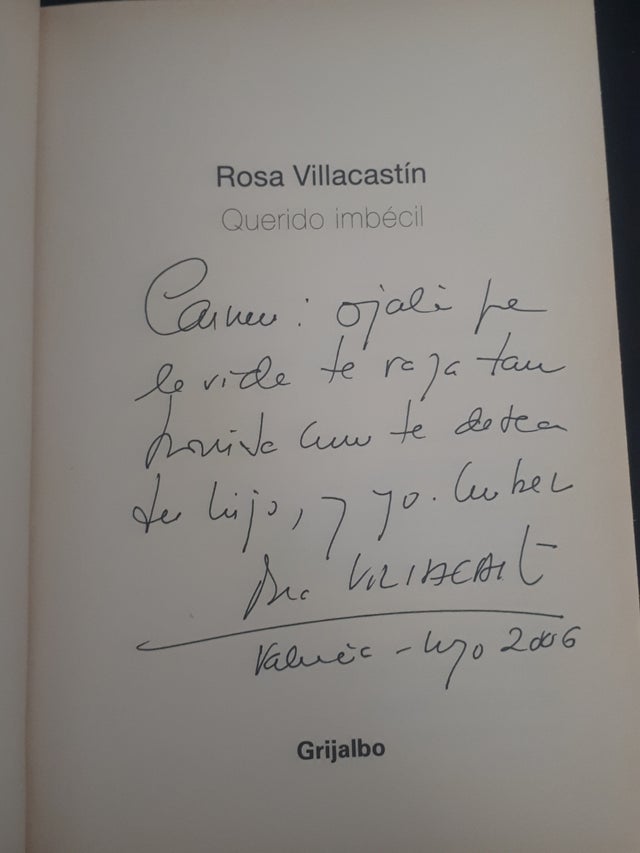 Rosa Villacastín
Querido imbécil
Carmen: ojalá que
la vida te vaya tan
bonita como te desea
tu hijo, y yo. Un beso
Rosa VILLACASTÍN
Valencia - Mayo 2006
Grijalbo